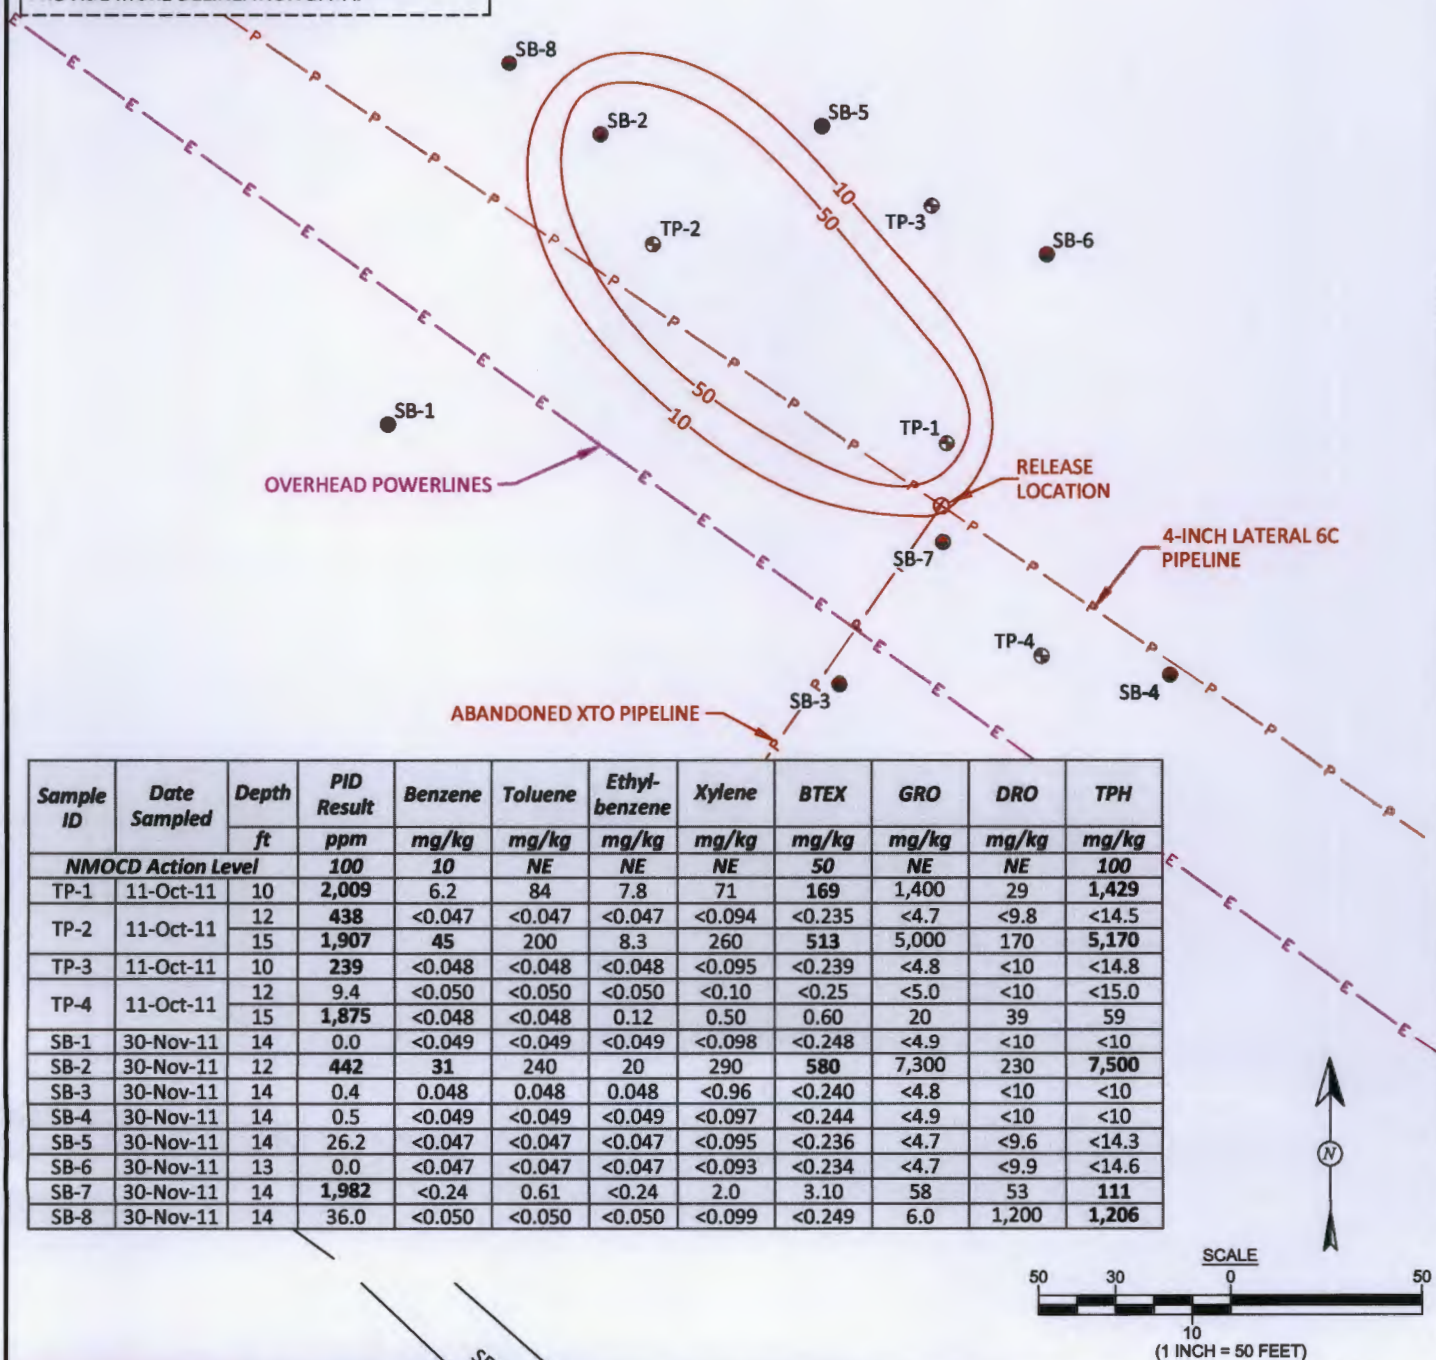 SB-8
SB-5
SB-2
10
50
TP-3
TP-2
SB-6
50
10
SB-1
TP-1
OVERHEAD POWERLINES
RELEASE
LOCATION
4-INCH LATERAL 6C
PIPELINE
SB-7
TP-4
SB-4
SB-3
ABANDONED XTO PIPELINE
Sample ID Date Sampled Depth PID Result Benzene Toluene Ethyl-benzene Xylene BTEX GRO DRO TPH
ft ppm mg/kg mg/kg mg/kg mg/kg mg/kg mg/kg mg/kg mg/kg
NMOCD Action Level 100 10 NE NE NE 50 NE NE 100
TP-1 11-Oct-11 10 2,009 6.2 84 7.8 71 169 1,400 29 1,429
TP-2 11-Oct-11 12 438 <0.047 <0.047 <0.047 <0.094 <0.235 <4.7 <9.8 <14.5
15 1,907 45 200 8.3 260 513 5,000 170 5,170
TP-3 11-Oct-11 10 239 <0.048 <0.048 <0.048 <0.095 <0.239 <4.8 <10 <14.8
TP-4 11-Oct-11 12 9.4 <0.050 <0.050 <0.050 <0.10 <0.25 <5.0 <10 <15.0
15 1,875 <0.048 <0.048 0.12 0.50 0.60 20 39 59
SB-1 30-Nov-11 14 0.0 <0.049 <0.049 <0.049 <0.098 <0.248 <4.9 <10 <10
SB-2 30-Nov-11 12 442 31 240 20 290 580 7,300 230 7,500
SB-3 30-Nov-11 14 0.4 0.048 0.048 0.048 <0.96 <0.240 <4.8 <10 <10
SB-4 30-Nov-11 14 0.5 <0.049 <0.049 <0.049 <0.097 <0.244 <4.9 <10 <10
SB-5 30-Nov-11 14 26.2 <0.047 <0.047 <0.047 <0.095 <0.236 <4.7 <9.6 <14.3
SB-6 30-Nov-11 13 0.0 <0.047 <0.047 <0.047 <0.093 <0.234 <4.7 <9.9 <14.6
SB-7 30-Nov-11 14 1,982 <0.24 0.61 <0.24 2.0 3.10 58 53 111
SB-8 30-Nov-11 14 36.0 <0.050 <0.050 <0.050 <0.099 <0.249 6.0 1,200 1,206
N
SCALE
50 30 0 50
10
(1 INCH = 50 FEET)